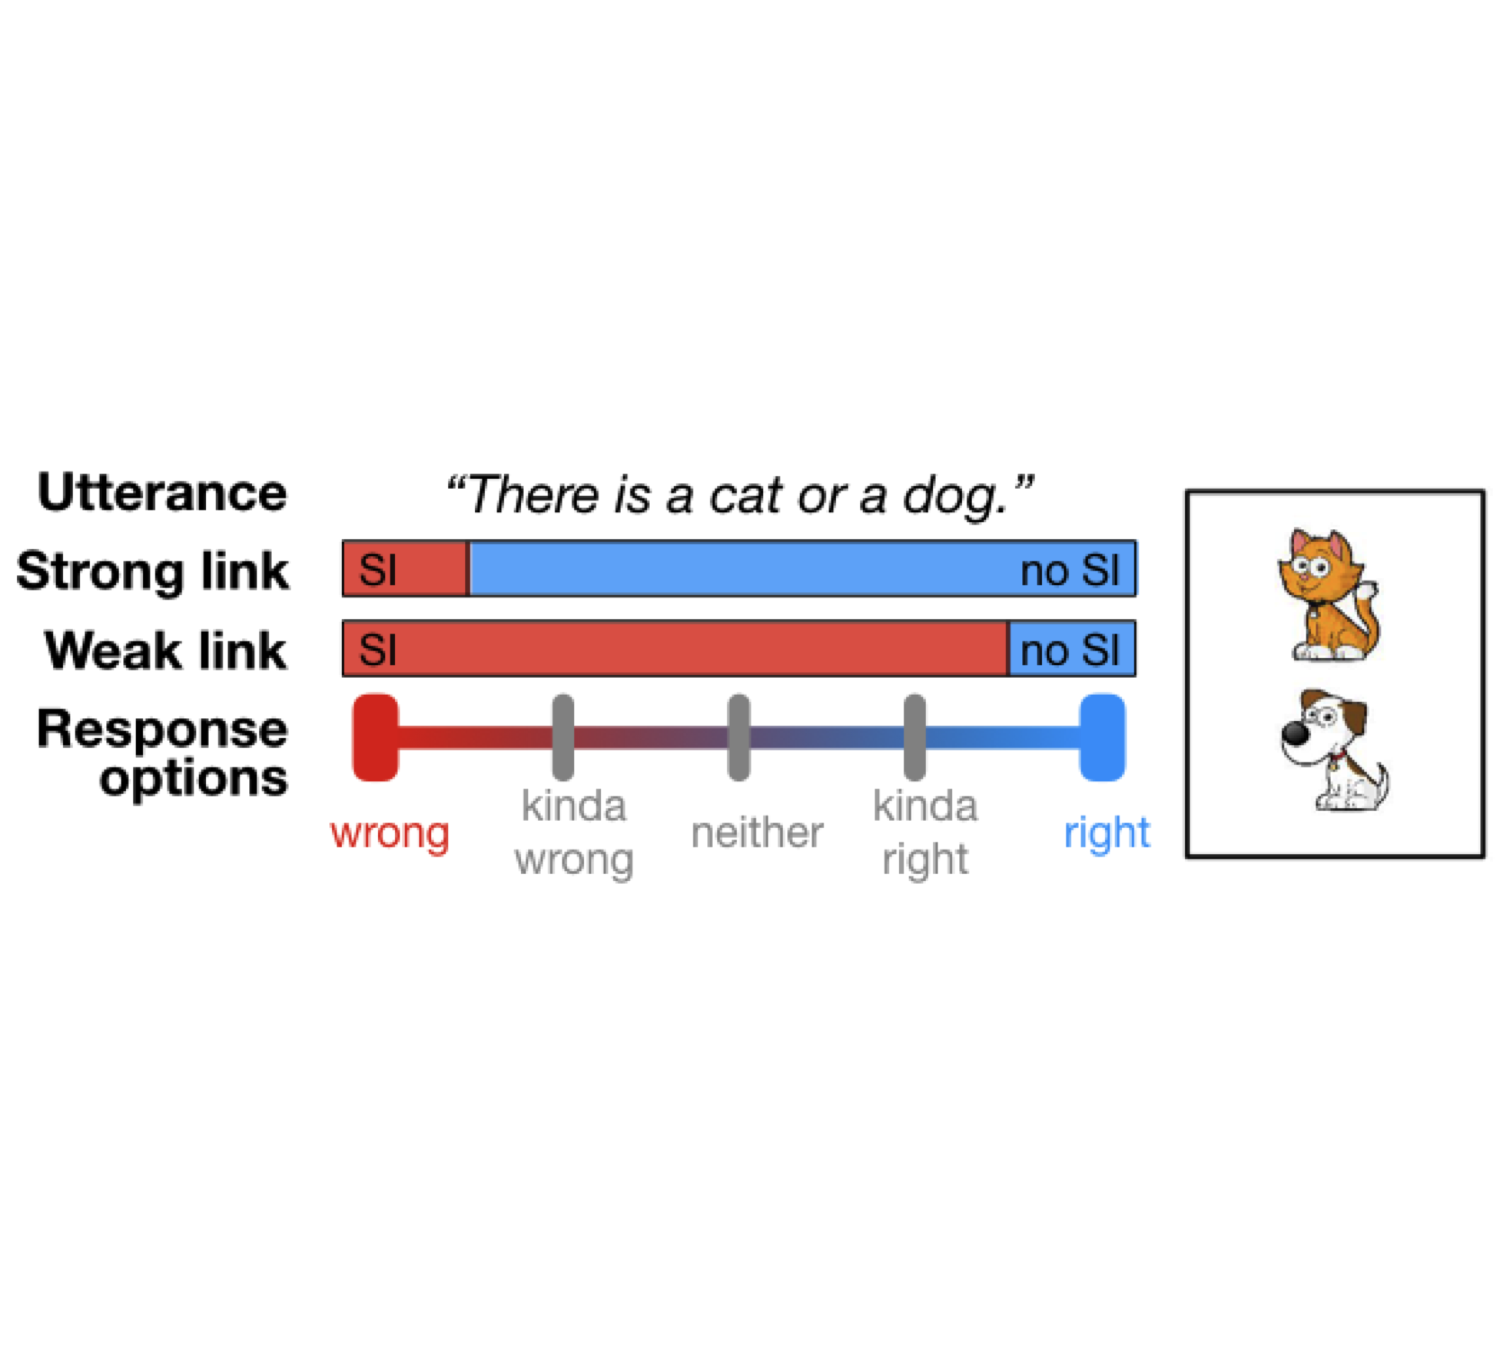 Utterance
“There is a cat or a dog.”
Strong link
SI
no SI
Weak link
SI
no SI
Response
options
wrong
kinda
wrong
neither
kinda
right
right